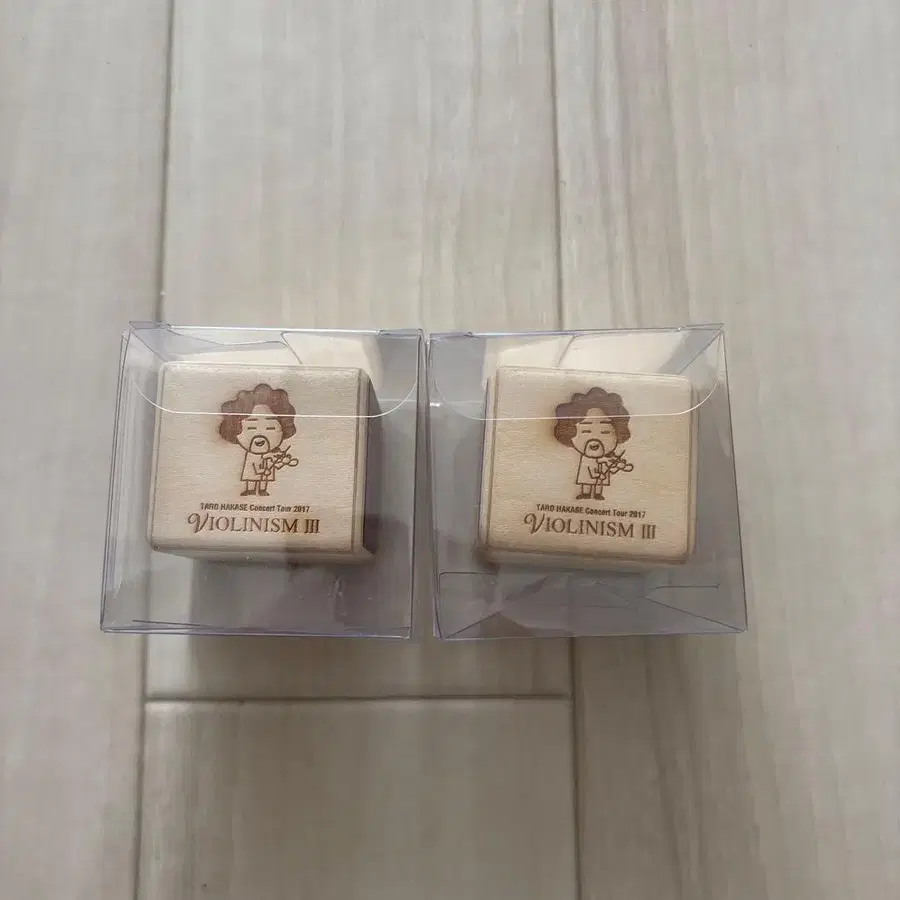 TARO HAKASE Concert Tour 2017
VIOLINISM III
TARO HAKASE Concert Tour 2017
VIOLINISM III